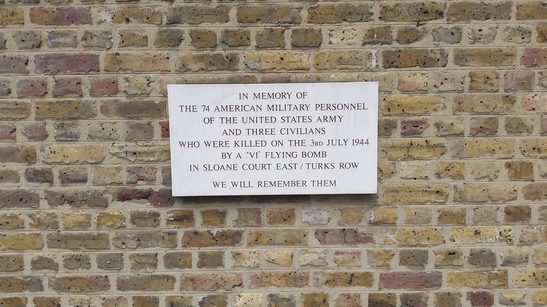 IN MEMORY OF
THE 74 AMERICAN MILITARY PERSONNEL
OF THE UNITED STATES ARMY
AND THREE CIVILIANS
WHO WERE KILLED ON THE 3RD JULY 1944
BY A 'V1' FLYING BOMB
IN SLOANE COURT EAST / TURKS ROW
WE WILL REMEMBER THEM